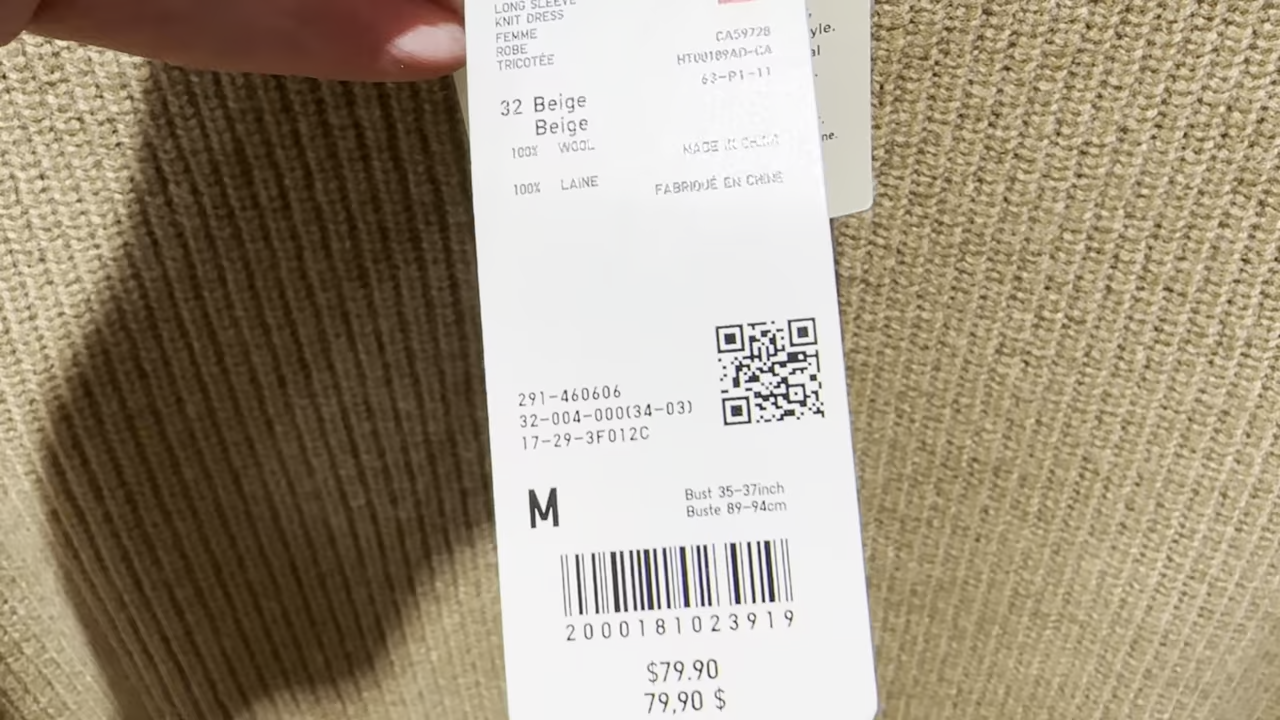 LONG SLEEVE
KNIT DRESS
FEMME
ROBE
TRICOTÉE
CA59728
HT00189AD-CA
63-P1-11
32 Beige
Beige
100% WOOL
MADE IN CHINA
100% LAINE
FABRIQUÉ EN CHINE
291-460606
32-004-000(34-03)
17-29-3F012C
M
Bust 35-37inch
Buste 89-94cm
2000181023919
$79.90
79,90 $